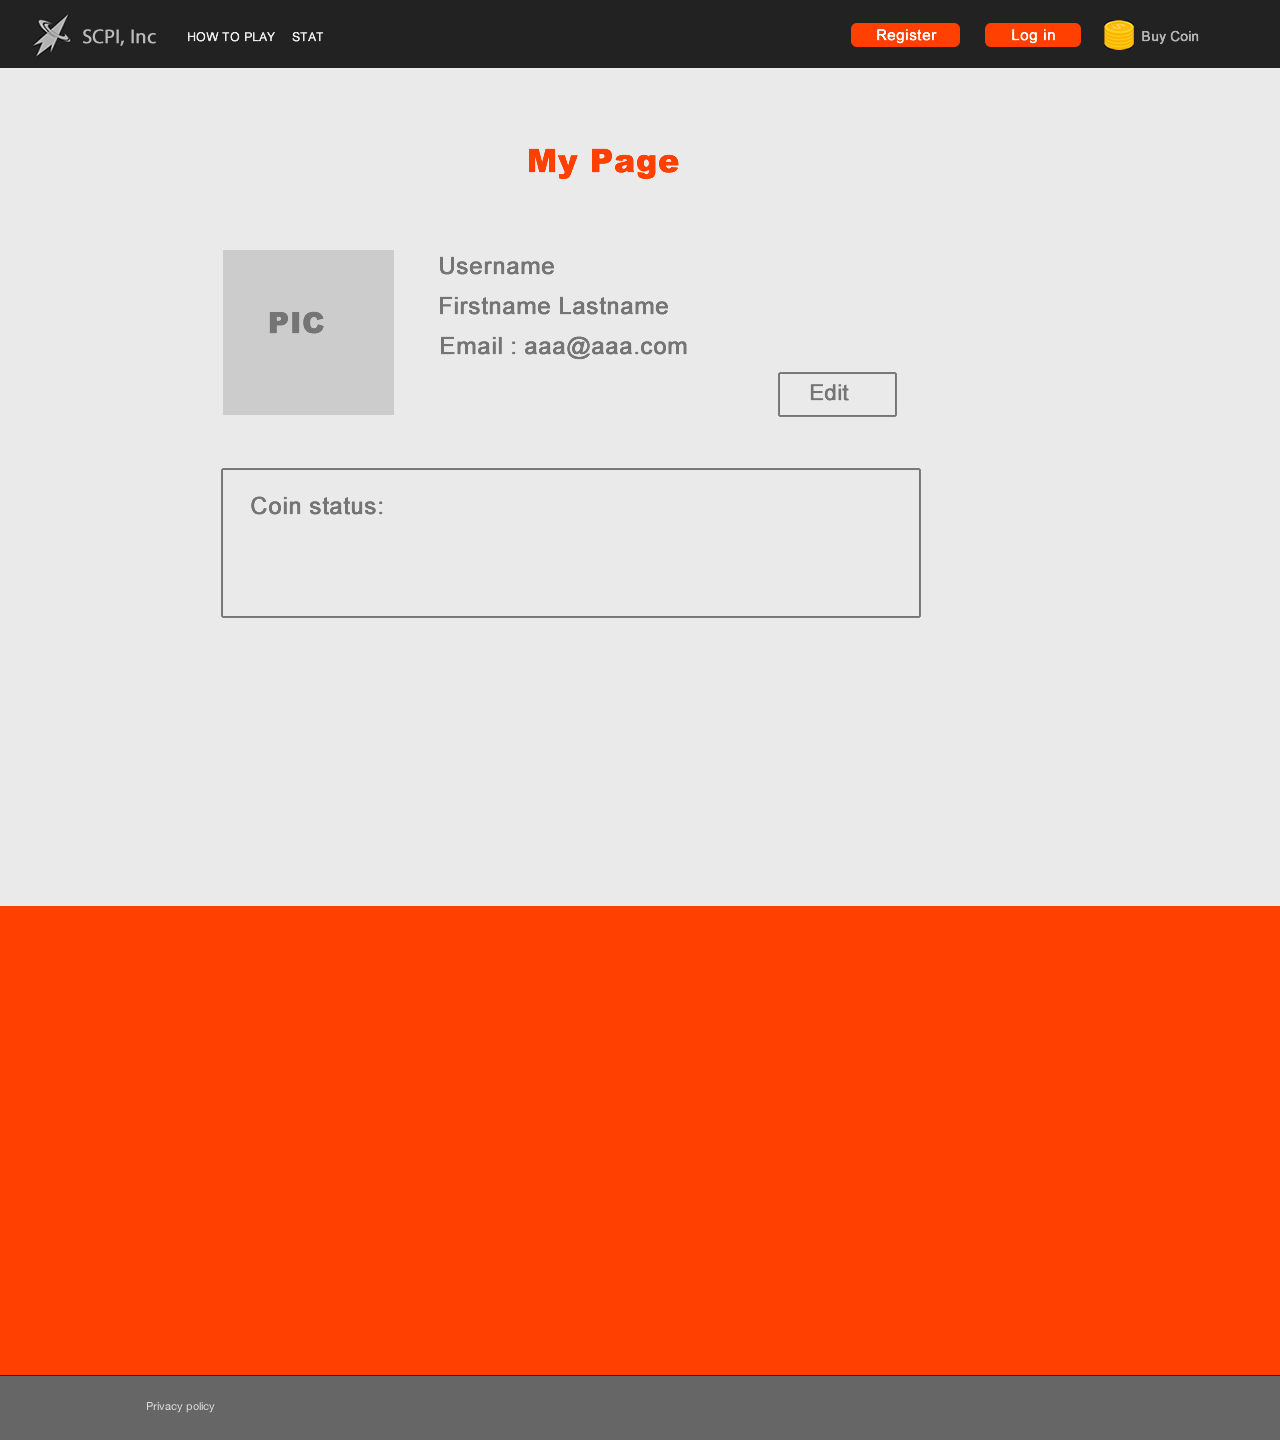 SCPI, Inc HOW TO PLAY STAT Register Log in Buy Coin
My Page
PIC
Username
Firstname Lastname
Email : aaa@aaa.com
Edit
Coin status:
Privacy policy